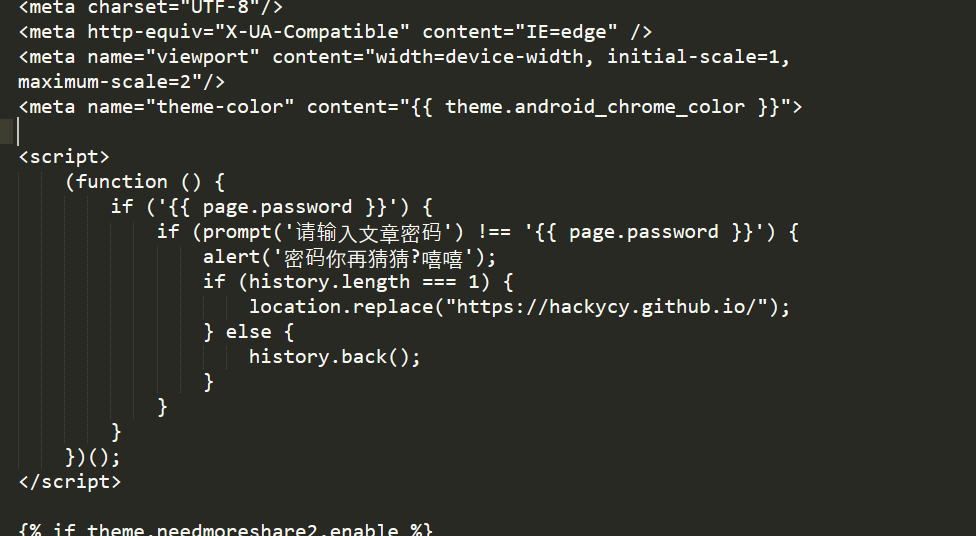 <meta charset="UTF-8"/>
<meta http-equiv="X-UA-Compatible" content="IE=edge" />
<meta name="viewport" content="width=device-width, initial-scale=1,
maximum-scale=2"/>
<meta name="theme-color" content="{{ theme.android_chrome_color }}">
<script>
(function () {
if ('{{ page.password }}') {
if (prompt('请输入文章密码') !== '{{ page.password }}') {
alert('密码你再猜猜?嘻嘻');
if (history.length === 1) {
location.replace("https://hackycy.github.io/");
} else {
history.back();
}
}
}
})();
</script>
{% if theme.needmoreshare2.enable %}